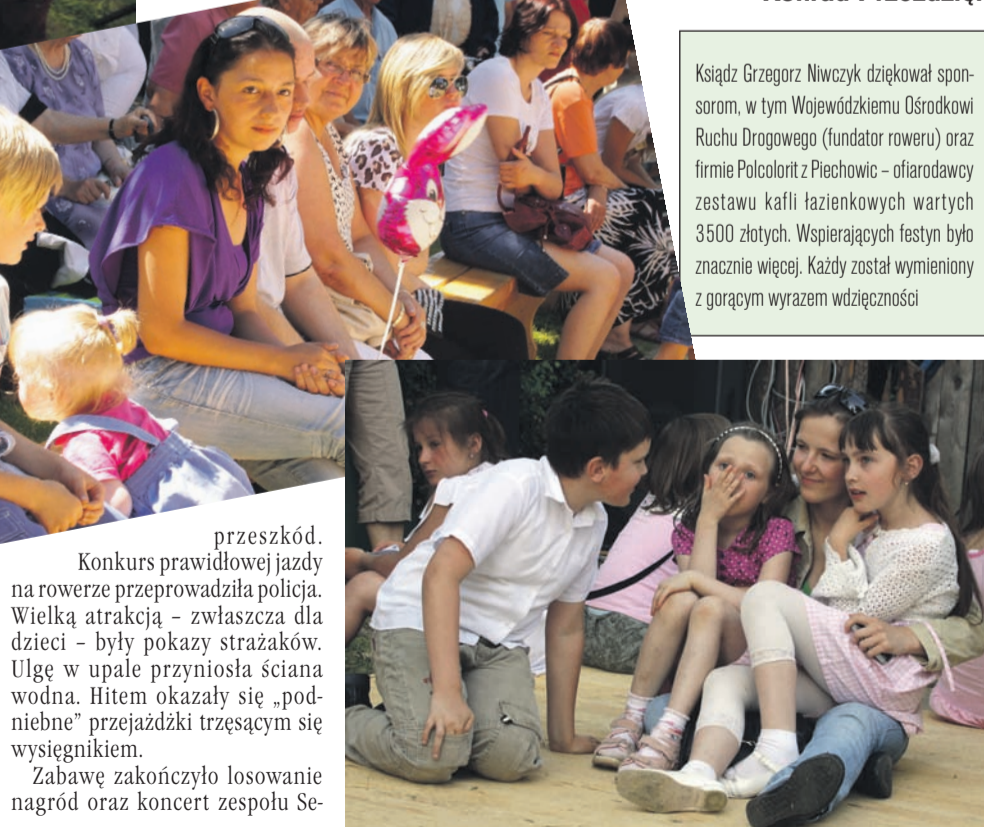 Ksiądz Grzegorz Niwczyk dziękował spon-
sorom, w tym Wojewódzkiemu Ośrodkowi
Ruchu Drogowego (fundator roweru) oraz
firmie Polcolorit z Piechowic – ofiarodawcy
zestawu kafli łazienkowych wartych
3500 złotych. Wspierających festyn było
znacznie więcej. Każdy został wymieniony
z gorącym wyrazem wdzięczności
przeszkód.
Konkurs prawidłowej jazdy
na rowerze przeprowadziła policja.
Wielką atrakcją – zwłaszcza dla
dzieci – były pokazy strażaków.
Ulgę w upale przyniosła ściana
wodna. Hitem okazały się „pod-
niebne” przejażdżki trzęsącym się
wysięgnikiem.
Zabawę zakończyło losowanie
nagród oraz koncert zespołu Se-